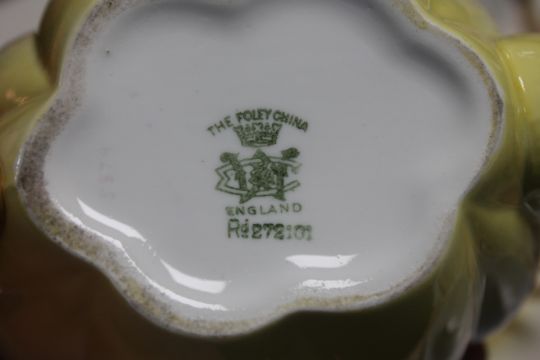 THE FOLEY CHINA
ENGLAND
Rd 272101